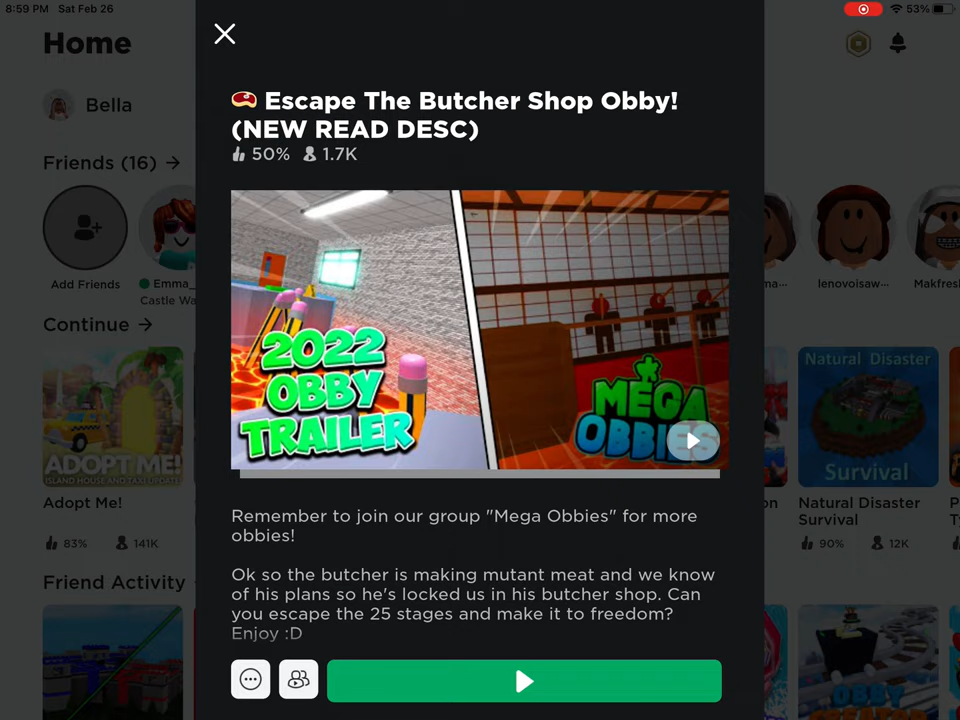 8:59 PM Sat Feb 26
53%
Home
Bella
Friends (16)
Add Friends
Emma_
Castle Wa
lenovoisaw...
Makfresh
Continue
ADOPT ME!
ISLAND HOUSE AND TAXI UPDATE!
Adopt Me!
83% 141K
Natural Disaster
Survival
Natural Disaster
Survival
90% 12K
Friend Activity
Escape The Butcher Shop Obby!
(NEW READ DESC)
50% 1.7K
2022
OBBY
TRAILER
MEGA
OBBIES
Remember to join our group "Mega Obbies" for more
obbies!
Ok so the butcher is making mutant meat and we know
of his plans so he's locked us in his butcher shop. Can
you escape the 25 stages and make it to freedom?
Enjoy :D
OBBY